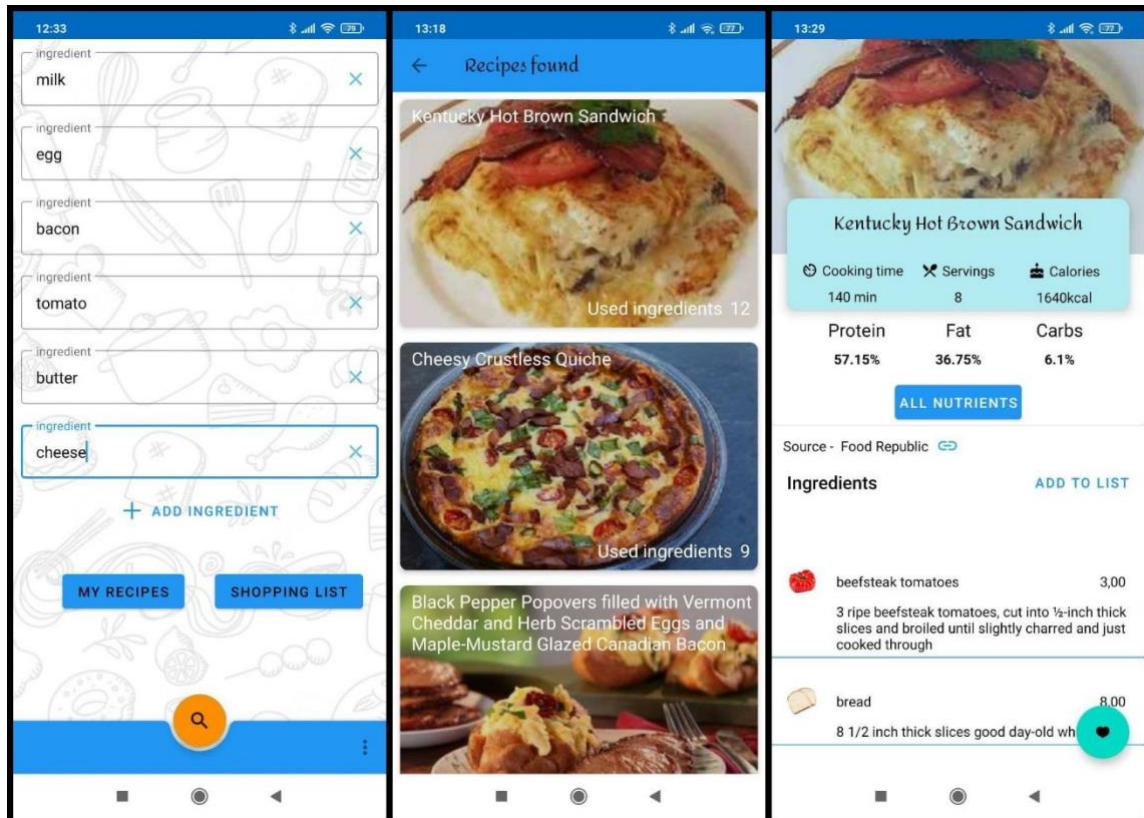 12:33
79
ingredient
milk
ingredient
egg
ingredient
bacon
ingredient
tomato
ingredient
butter
ingredient
cheese
+ ADD INGREDIENT
MY RECIPES
SHOPPING LIST
13:18
77
Recipes found
Kentucky Hot Brown Sandwich
Used ingredients 12
Cheesy Crustless Quiche
Used ingredients 9
Black Pepper Popovers filled with Vermont
Cheddar and Herb Scrambled Eggs and
Maple-Mustard Glazed Canadian Bacon
13:29
77
Kentucky Hot Brown Sandwich
Cooking time Servings Calories
140 min 8 1640kcal
Protein Fat Carbs
57.15% 36.75% 6.1%
ALL NUTRIENTS
Source - Food Republic
Ingredients ADD TO LIST
beefsteak tomatoes 3,00
3 ripe beefsteak tomatoes, cut into ½-inch thick
slices and broiled until slightly charred and just
cooked through
bread 8,00
8 1/2 inch thick slices good day-old wh